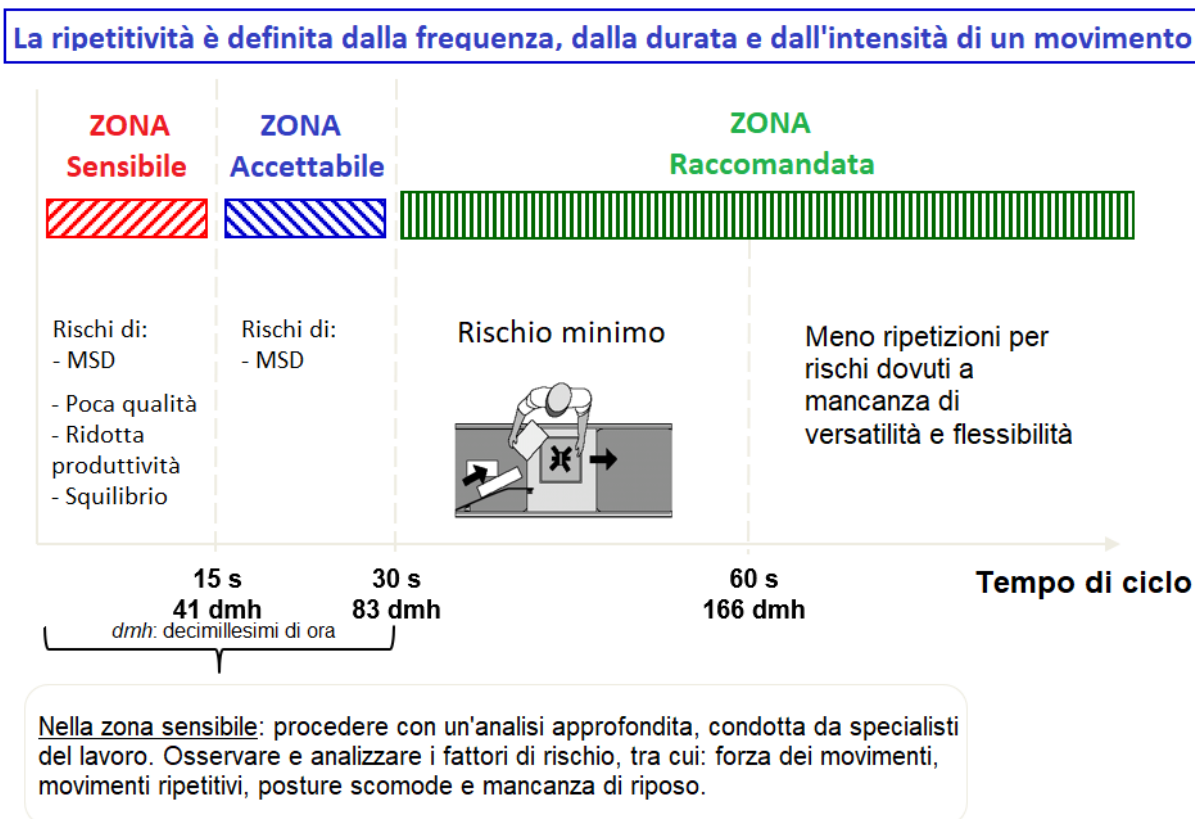 La ripetitività è definita dalla frequenza, dalla durata e dall'intensità di un movimento
ZONA
Sensibile
ZONA
Accettabile
ZONA
Raccomandata
Rischi di:
- MSD
- Poca qualità
- Ridotta
produttività
- Squilibrio
Rischi di:
- MSD
Rischio minimo
Meno ripetizioni per
rischi dovuti a
mancanza di
versatilità e flessibilità
15 s
41 dmh
30 s
83 dmh
60 s
166 dmh
Tempo di ciclo
dmh: decimillesimi di ora
Nella zona sensibile: procedere con un'analisi approfondita, condotta da specialisti
del lavoro. Osservare e analizzare i fattori di rischio, tra cui: forza dei movimenti,
movimenti ripetitivi, posture scomode e mancanza di riposo.